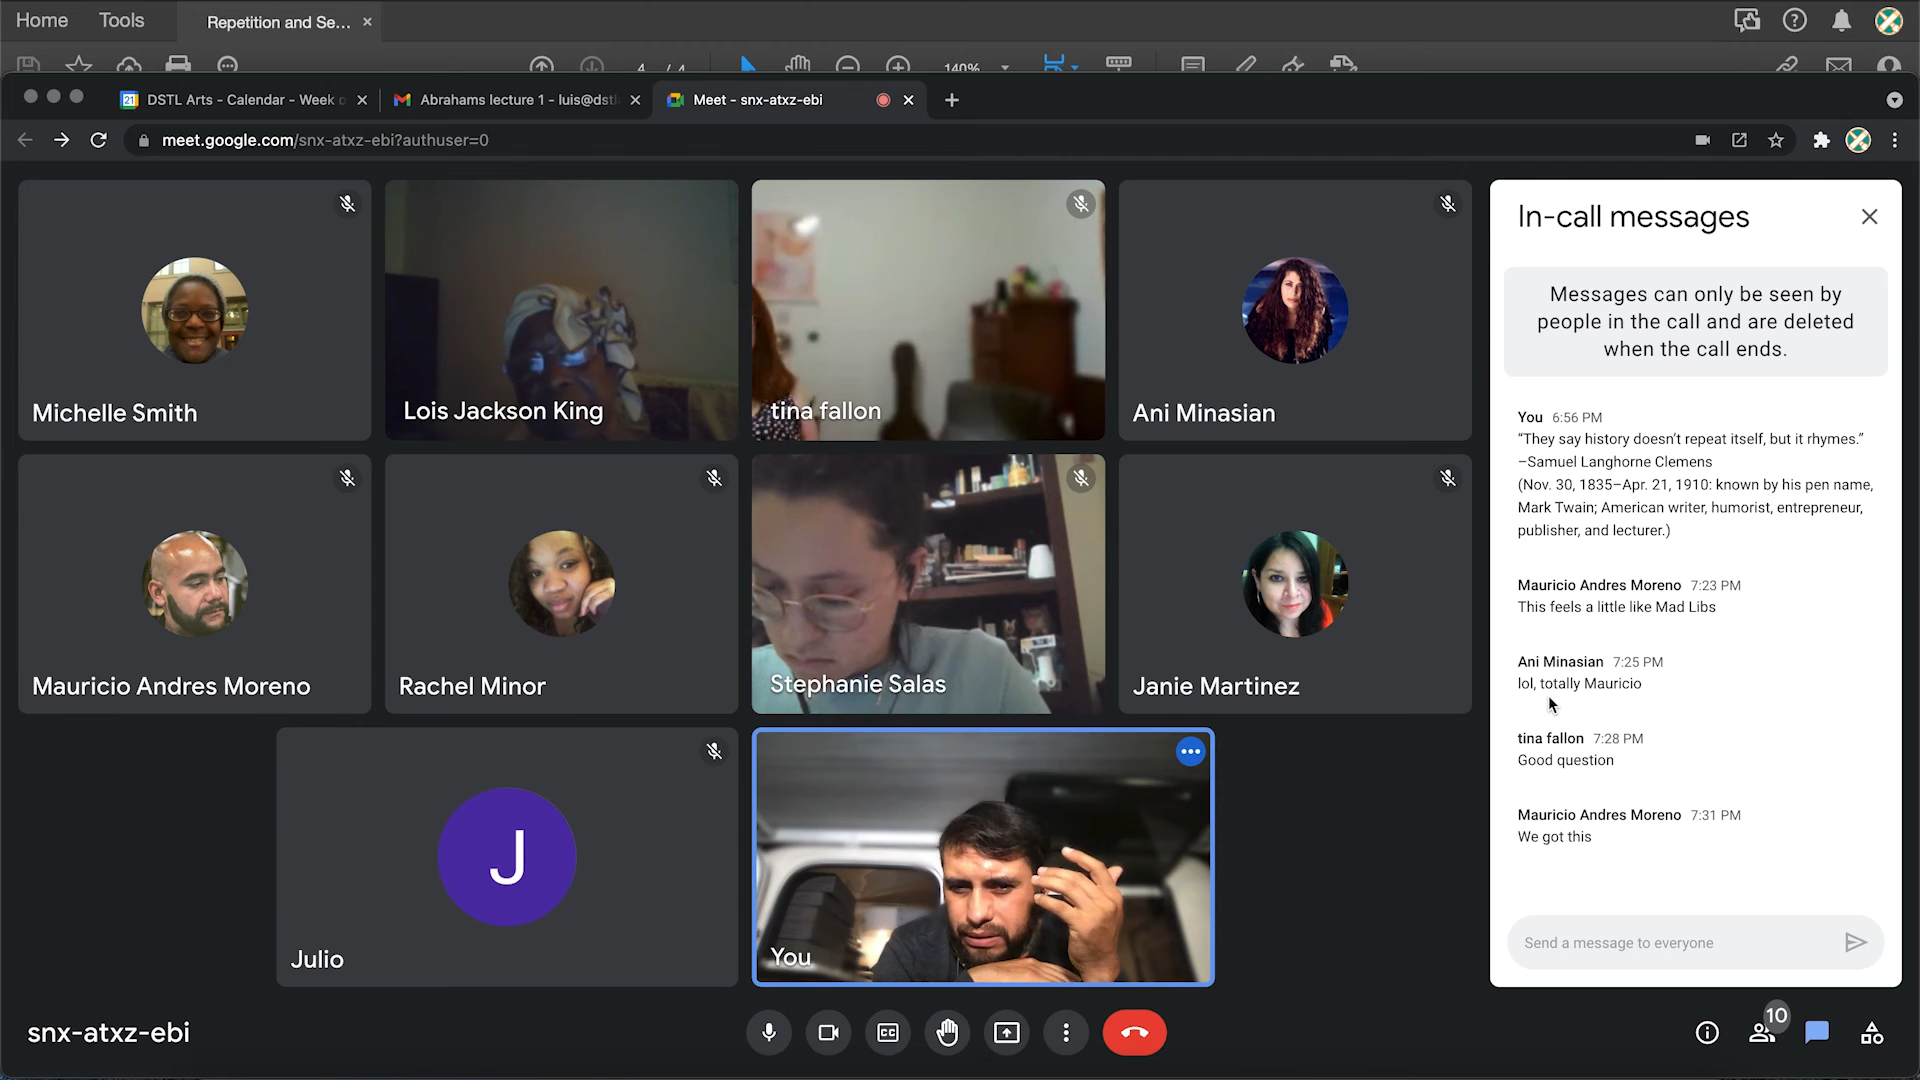 Home Tools Repetition and Se...
4 / 4 140%
21 DSTL Arts - Calendar - Week o
Abrahams lecture 1 - luis@dstl
Meet - snx-atxz-ebi
meet.google.com/snx-atxz-ebi?authuser=0
Michelle Smith
Lois Jackson King
tina fallon
Ani Minasian
Mauricio Andres Moreno
Rachel Minor
Stephanie Salas
Janie Martinez
J
Julio
You
In-call messages
Messages can only be seen by
people in the call and are deleted
when the call ends.
You 6:56 PM
“They say history doesn’t repeat itself, but it rhymes.”
–Samuel Langhorne Clemens
(Nov. 30, 1835–Apr. 21, 1910: known by his pen name,
Mark Twain; American writer, humorist, entrepreneur,
publisher, and lecturer.)
Mauricio Andres Moreno 7:23 PM
This feels a little like Mad Libs
Ani Minasian 7:25 PM
lol, totally Mauricio
tina fallon 7:28 PM
Good question
Mauricio Andres Moreno 7:31 PM
We got this
Send a message to everyone
snx-atxz-ebi
CC
10